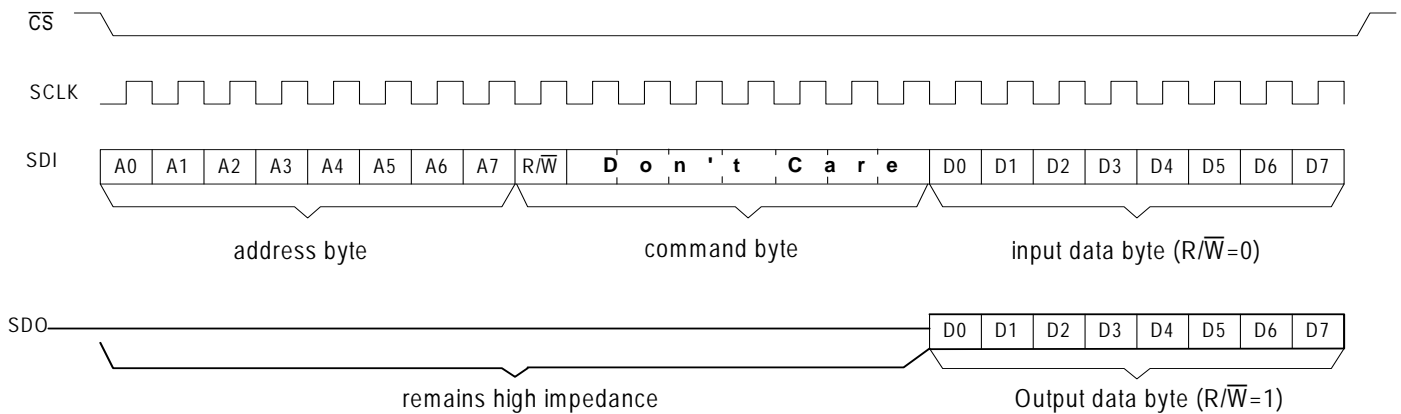 C̅S̅
SCLK
SDI A0 A1 A2 A3 A4 A5 A6 A7 R/W̅ Don't Care D0 D1 D2 D3 D4 D5 D6 D7
address byte command byte input data byte (R/W̅=0)
SDO D0 D1 D2 D3 D4 D5 D6 D7
remains high impedance Output data byte (R/W̅=1)